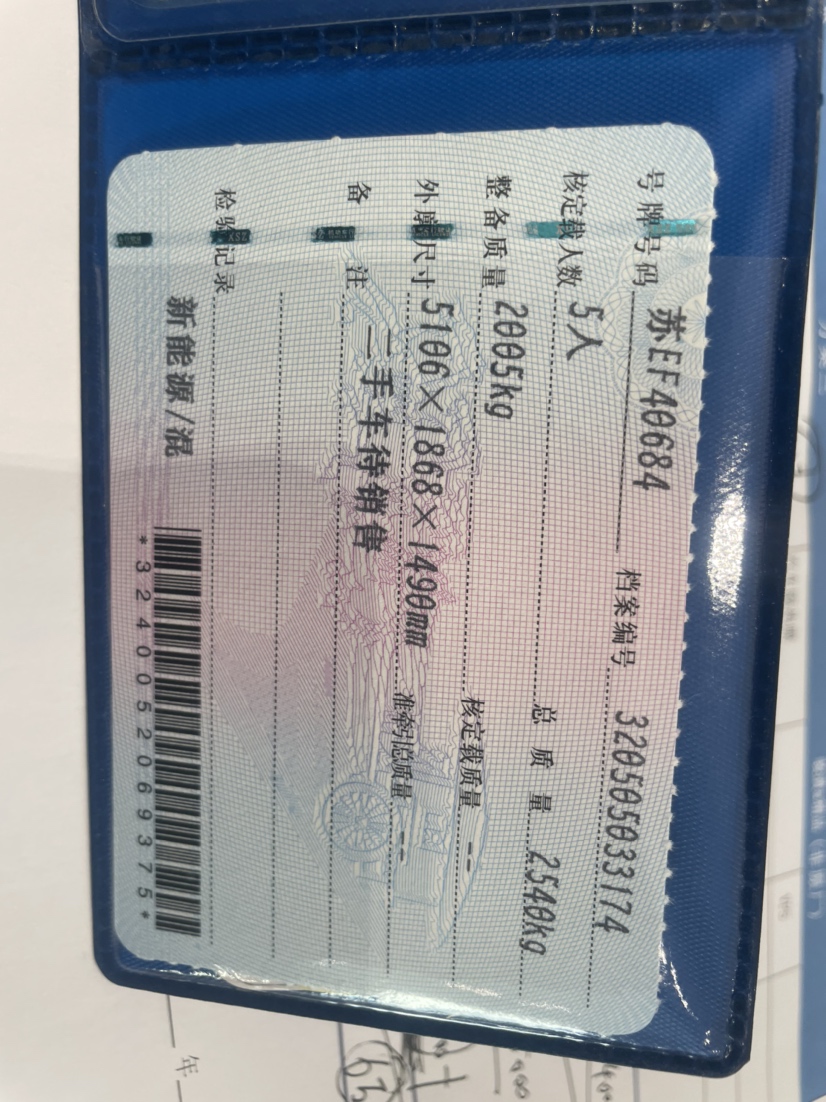 号牌号码 苏EF40684 档案编号 320505033174
核定载人数 5人 总质量 2540kg
整备质量 2005kg 核定载质量 --
外廓尺寸 5106×1868×1490mm 准牵引总质量 --
备注 二手车待销售
检验记录
新能源/混
*3240052069375*
年